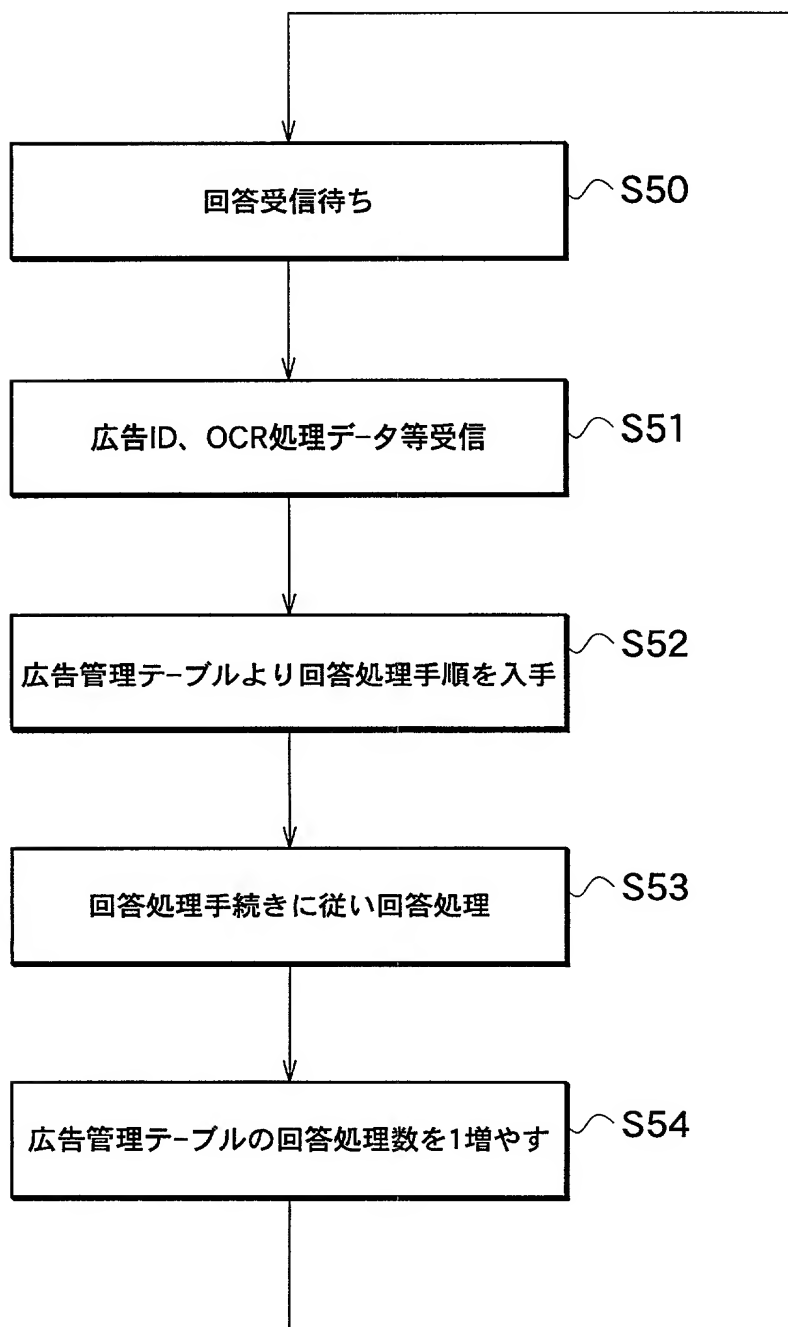 回答受信待ち
S50
広告ID、OCR処理データ等受信
S51
広告管理テーブルより回答処理手順を入手
S52
回答処理手続きに従い回答処理
S53
広告管理テーブルの回答処理数を1増やす
S54